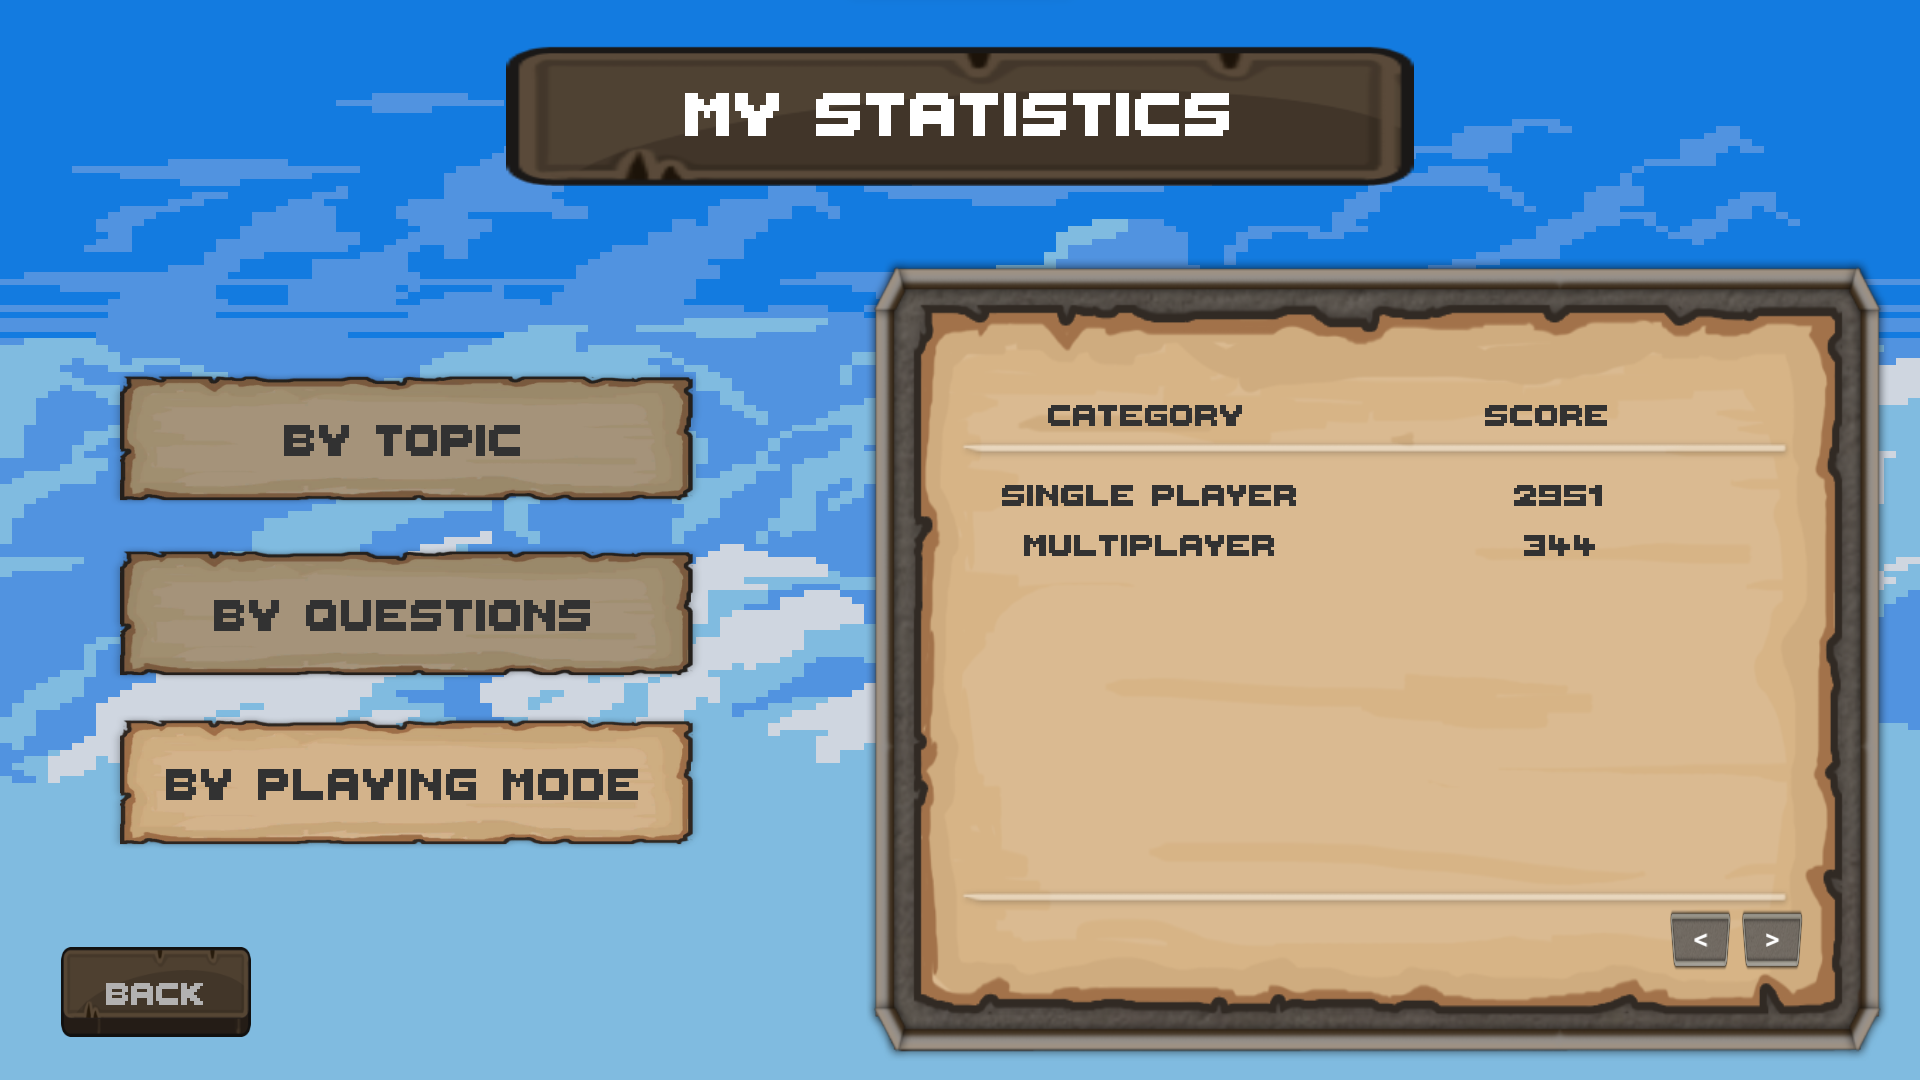 MY STATISTICS
BY TOPIC
BY QUESTIONS
BY PLAYING MODE
BACK
CATEGORY SCORE
SINGLE PLAYER 2951
MULTIPLAYER 344
< >